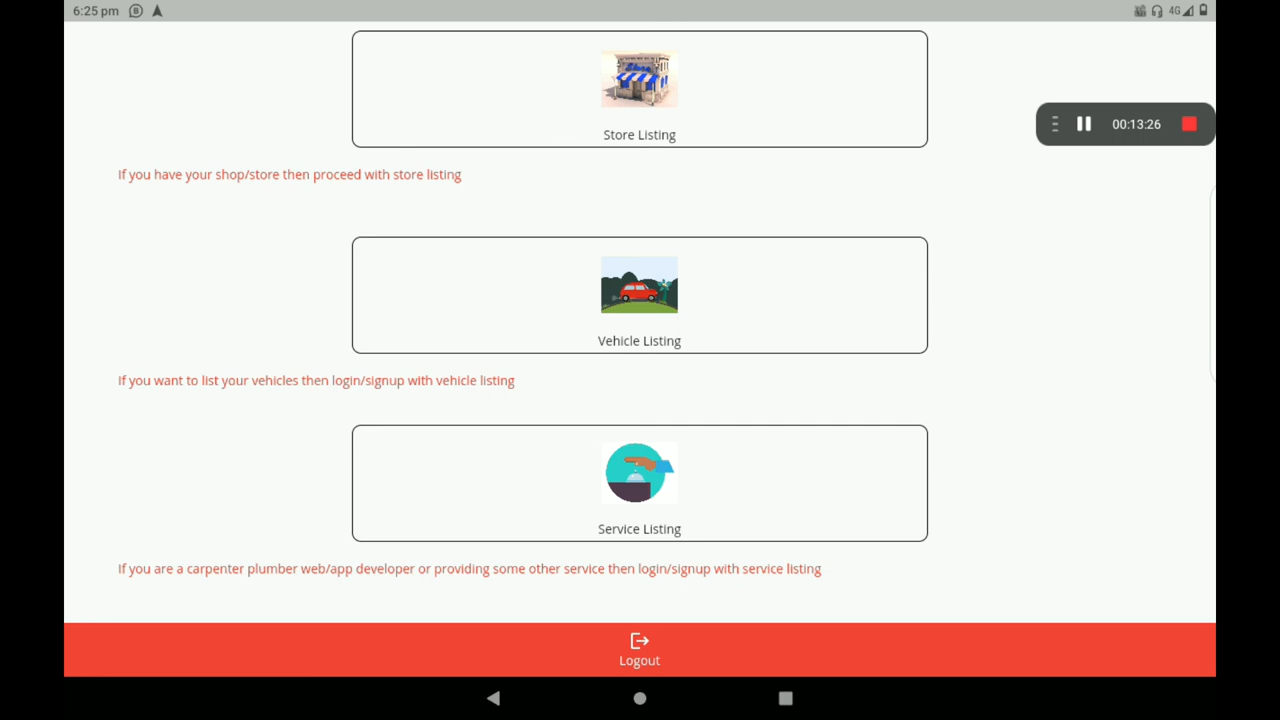 6:25 pm
4G
00:13:26
Store Listing
If you have your shop/store then proceed with store listing
Vehicle Listing
If you want to list your vehicles then login/signup with vehicle listing
Service Listing
If you are a carpenter plumber web/app developer or providing some other service then login/signup with service listing
Logout